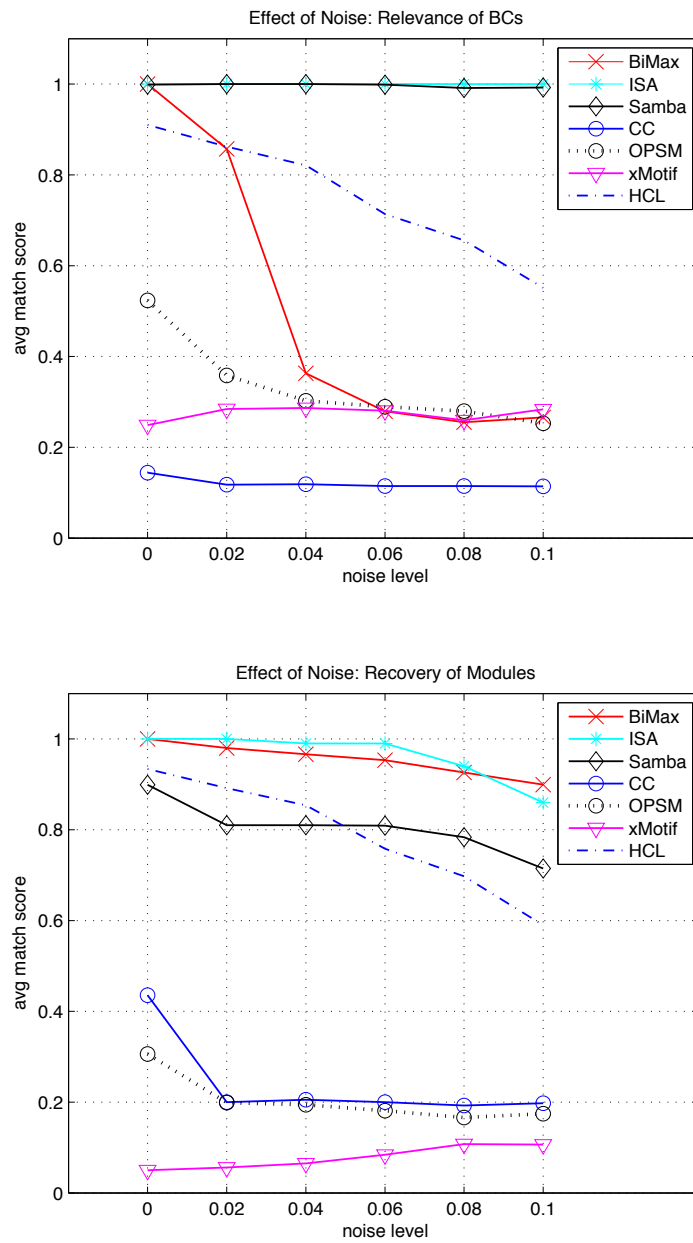 Effect of Noise: Relevance of BCs
1
0.8
0.6
0.4
0.2
0
avg match score
0 0.02 0.04 0.06 0.08 0.1
noise level
BiMax
ISA
Samba
CC
OPSM
xMotif
HCL
Effect of Noise: Recovery of Modules
1
0.8
0.6
0.4
0.2
0
avg match score
0 0.02 0.04 0.06 0.08 0.1
noise level
BiMax
ISA
Samba
CC
OPSM
xMotif
HCL